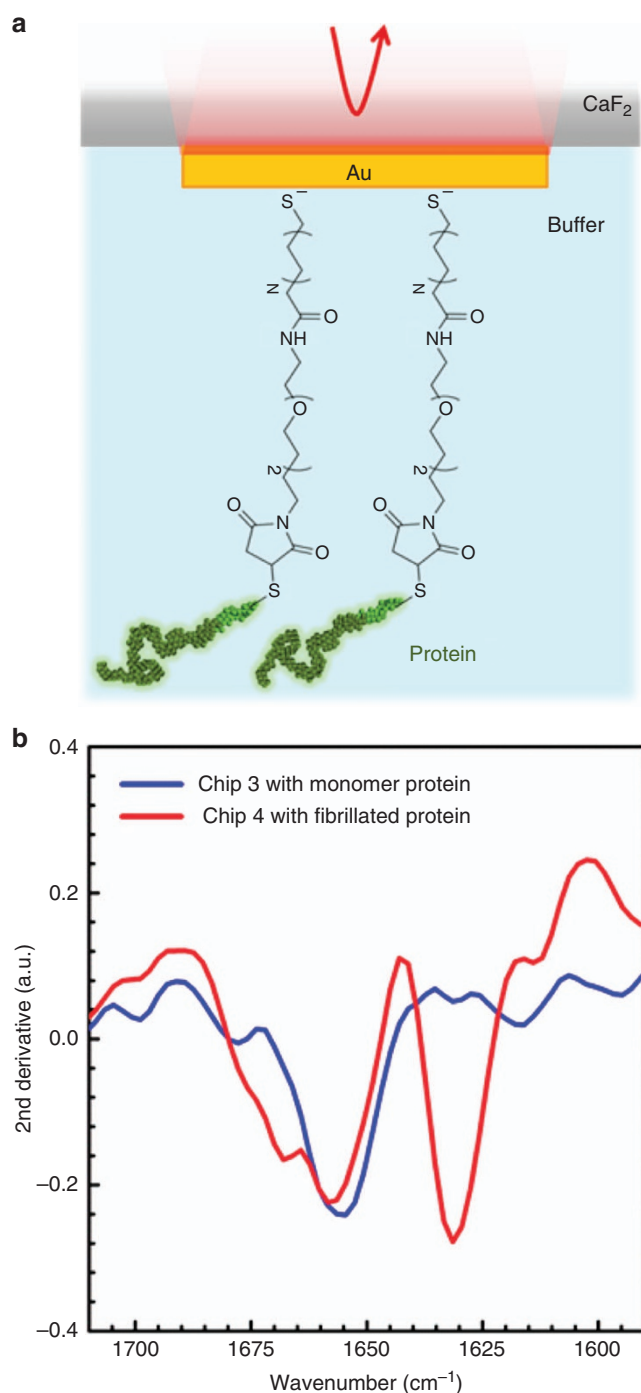 a
CaF2
Au
S– S–
Buffer
N N
O O
NH NH
O O
2 2
O N O O N O
S S
Protein
b
0.4
Chip 3 with monomer protein
Chip 4 with fibrillated protein
0.2
0.0
−0.2
−0.4
2nd derivative (a.u.)
1700 1675 1650 1625 1600
Wavenumber (cm−1)